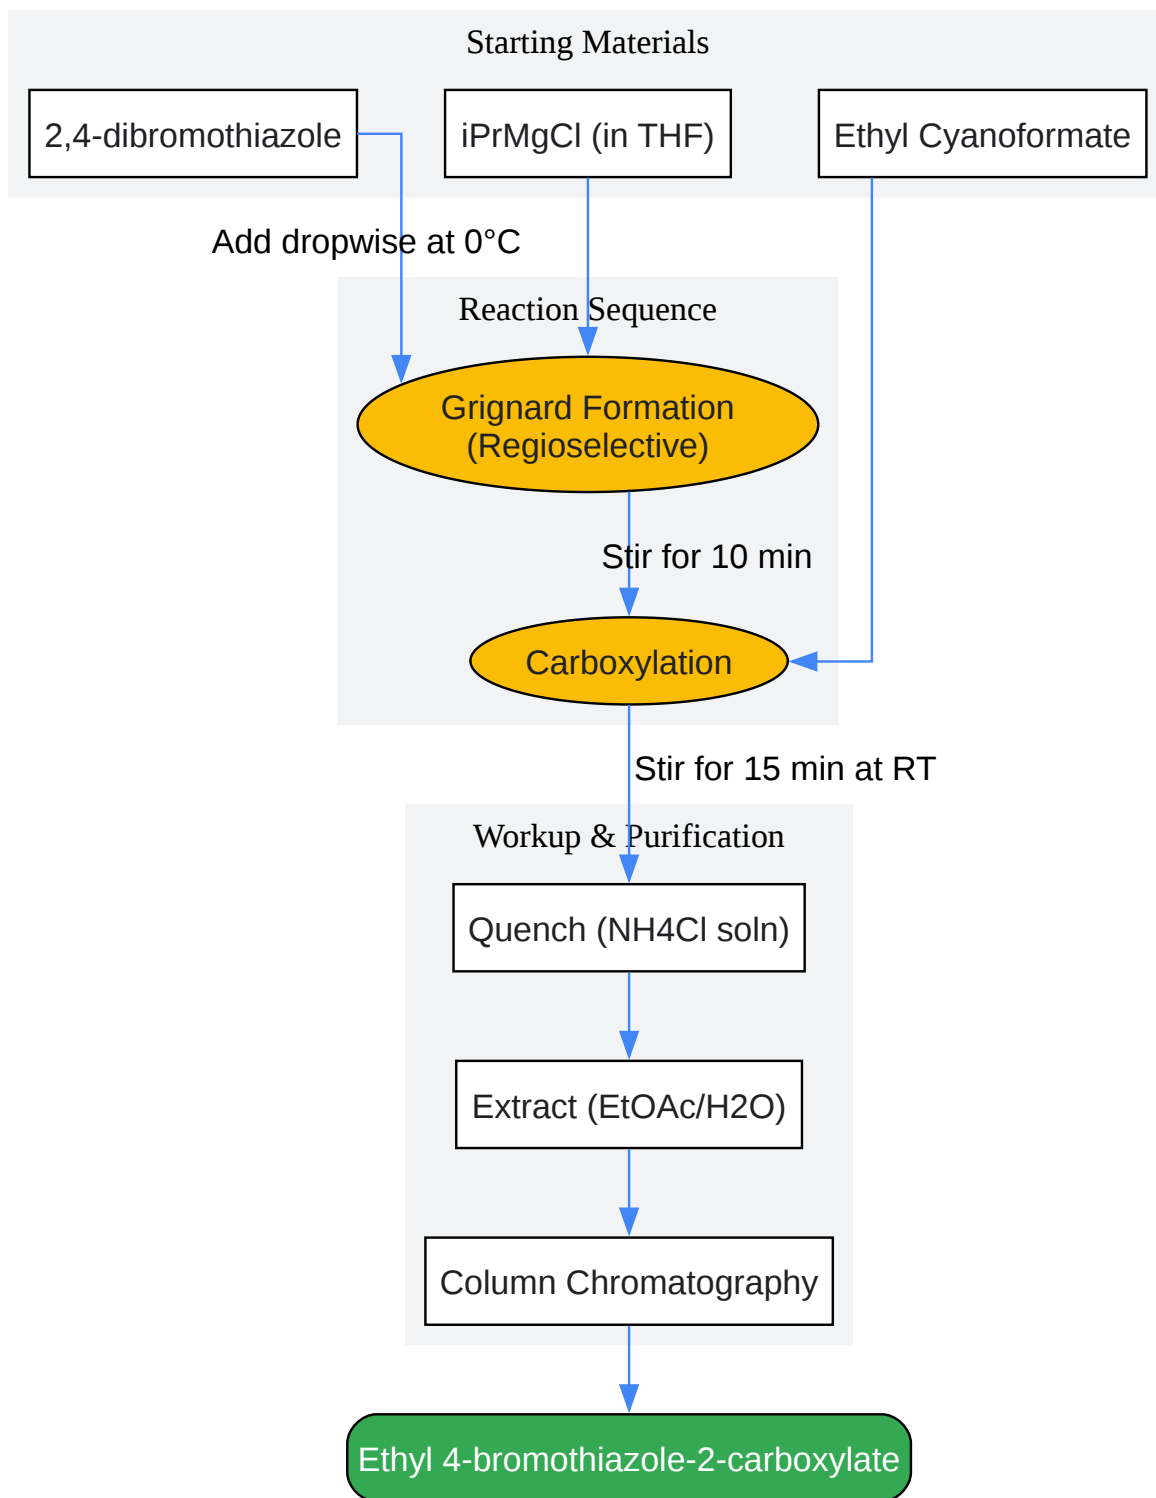 Starting Materials
2,4-dibromothiazole
iPrMgCl (in THF)
Ethyl Cyanoformate
Add dropwise at 0°C
Reaction Sequence
Grignard Formation
(Regioselective)
Stir for 10 min
Carboxylation
Stir for 15 min at RT
Workup & Purification
Quench (NH4Cl soln)
Extract (EtOAc/H2O)
Column Chromatography
Ethyl 4-bromothiazole-2-carboxylate